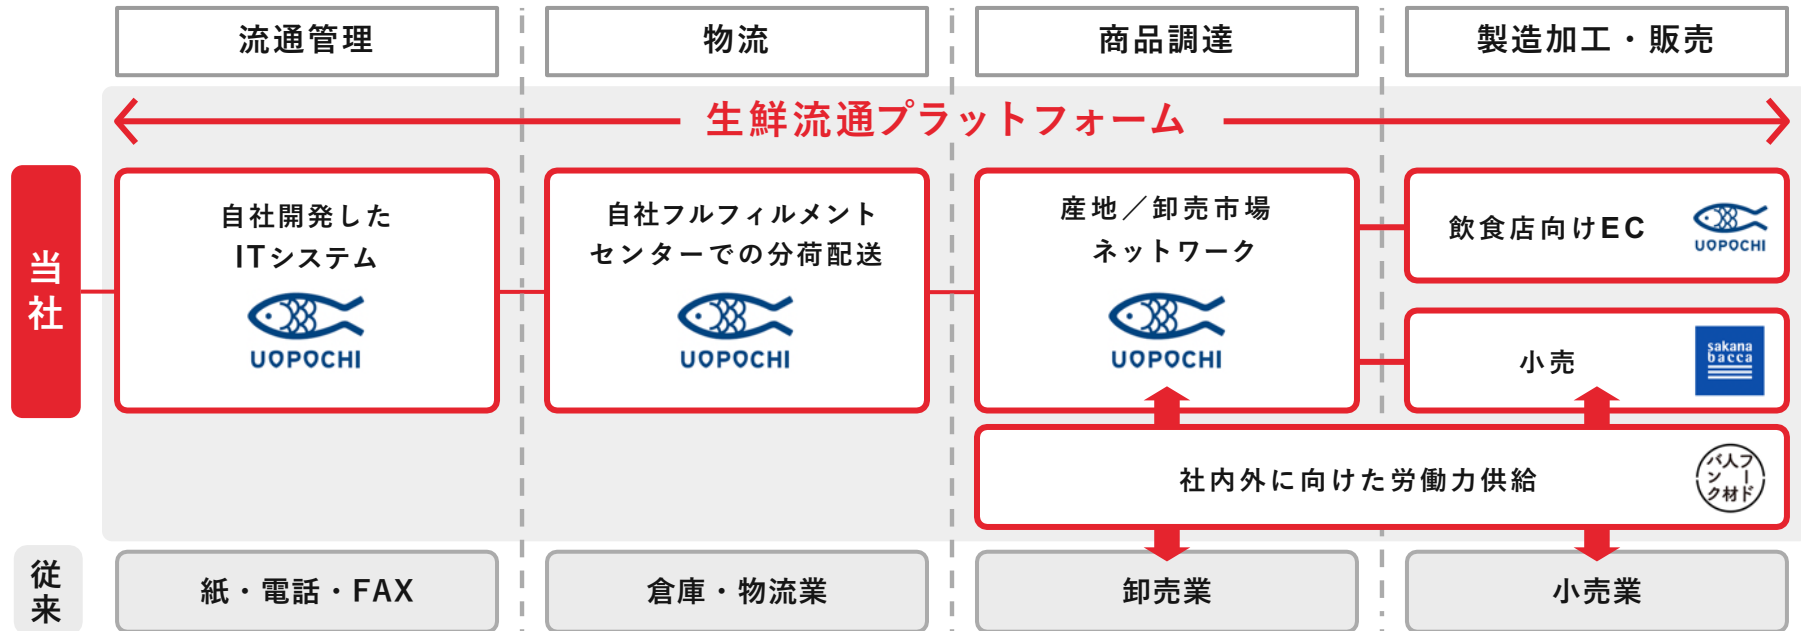 流通管理
物流
商品調達
製造加工・販売
生鮮流通プラットフォーム
当社
自社開発した
ITシステム
UOPOCHI
自社フルフィルメント
センターでの分荷配送
UOPOCHI
産地／卸売市場
ネットワーク
UOPOCHI
飲食店向けEC
UOPOCHI
小売
sakana
bacca
社内外に向けた労働力供給
フード
人材
バンク
従来
紙・電話・FAX
倉庫・物流業
卸売業
小売業